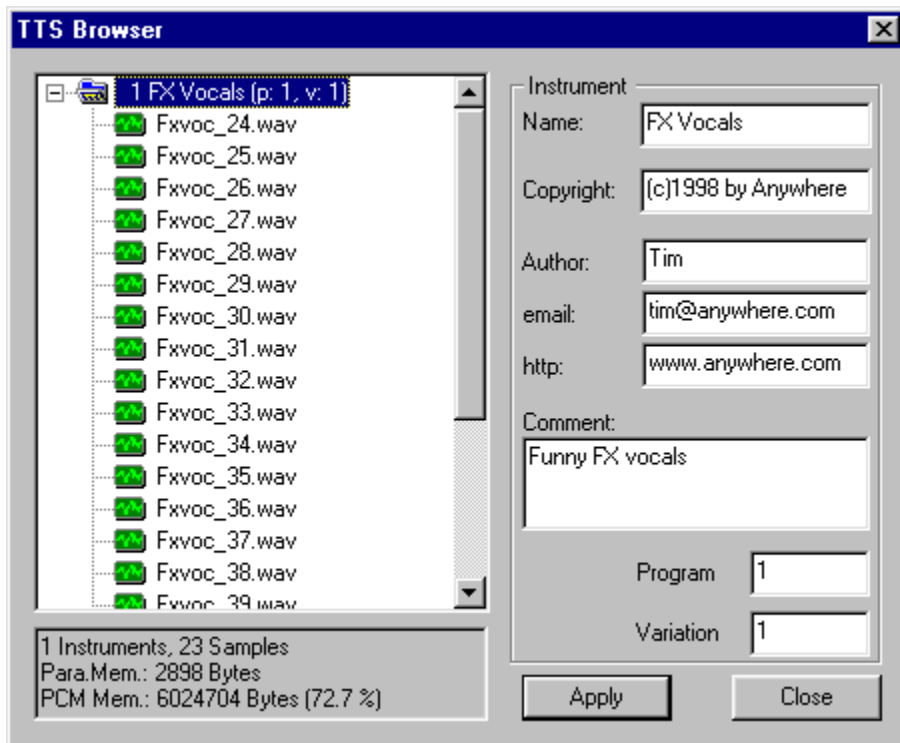 TTS Browser
1 FX Vocals (p: 1, v: 1)
Fxvoc_24.wav
Fxvoc_25.wav
Fxvoc_26.wav
Fxvoc_27.wav
Fxvoc_28.wav
Fxvoc_29.wav
Fxvoc_30.wav
Fxvoc_31.wav
Fxvoc_32.wav
Fxvoc_33.wav
Fxvoc_34.wav
Fxvoc_35.wav
Fxvoc_36.wav
Fxvoc_37.wav
Fxvoc_38.wav
Fxvoc_39.wav
1 Instruments, 23 Samples
Para.Mem.: 2898 Bytes
PCM Mem.: 6024704 Bytes (72.7 %)
Instrument
Name: FX Vocals
Copyright: (c)1998 by Anywhere
Author: Tim
email: tim@anywhere.com
http: www.anywhere.com
Comment:
Funny FX vocals
Program 1
Variation 1
Apply Close